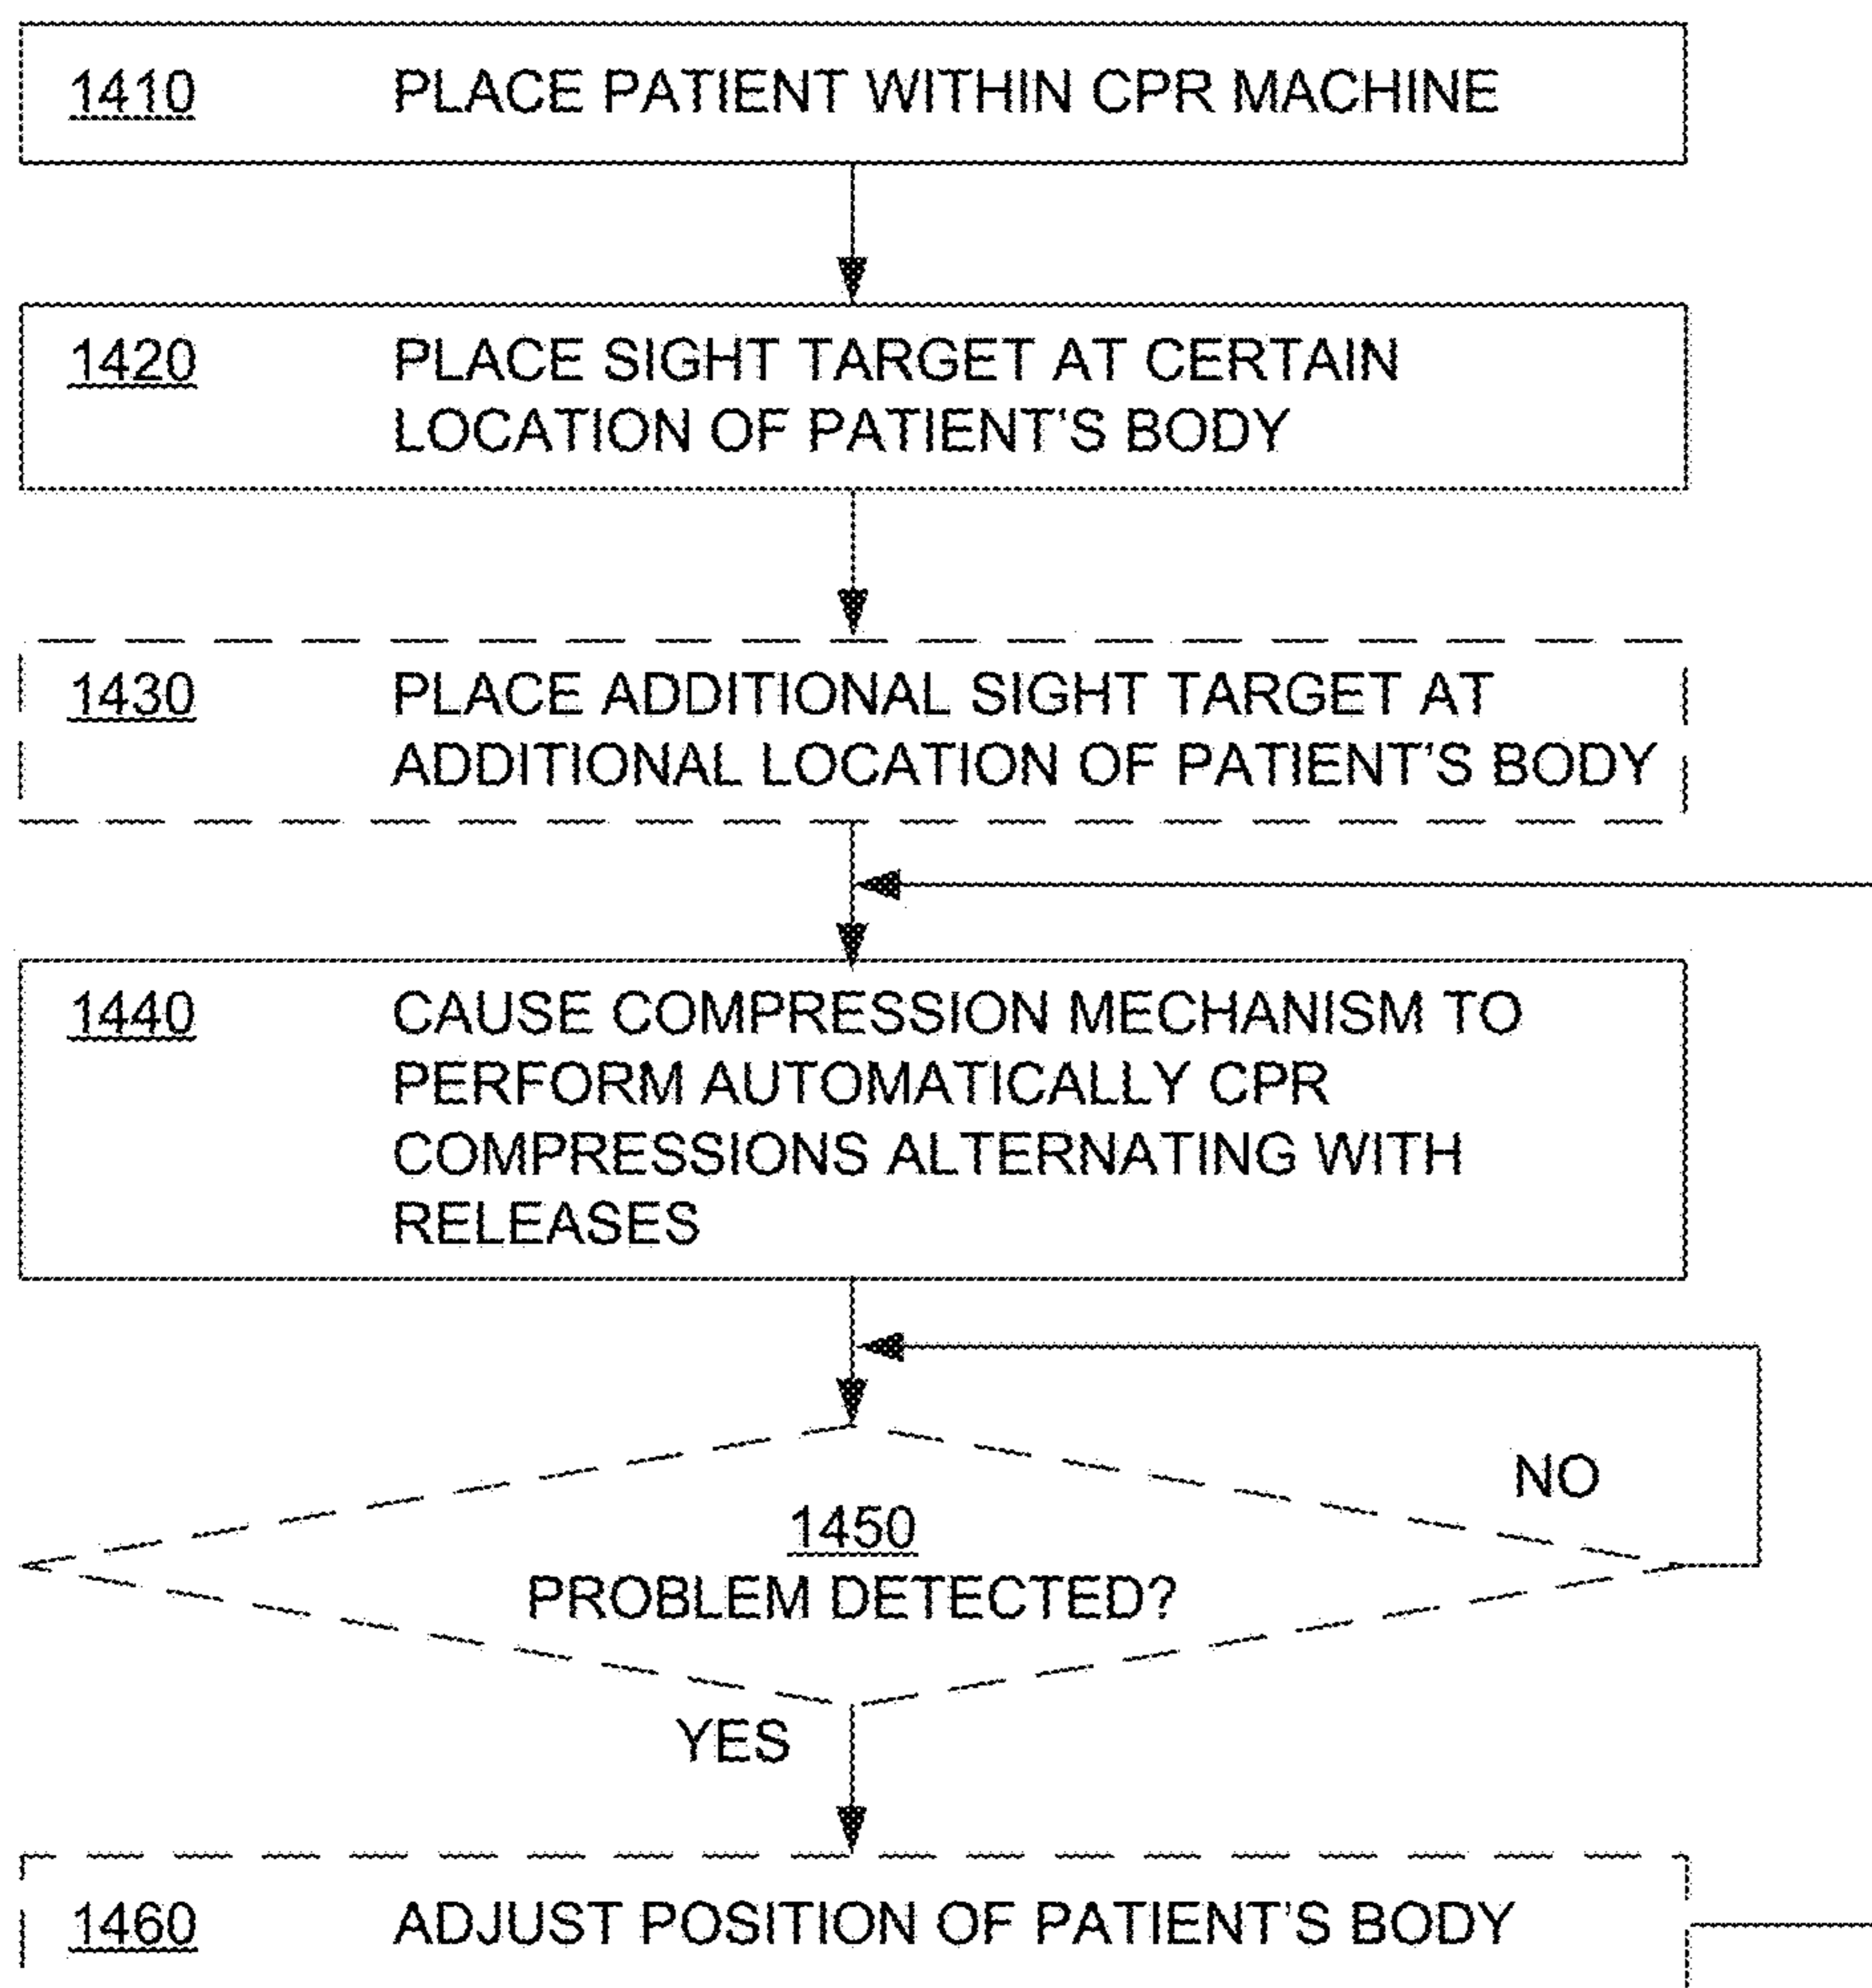 1410 PLACE PATIENT WITHIN CPR MACHINE
1420 PLACE SIGHT TARGET AT CERTAIN
LOCATION OF PATIENT'S BODY
1430 PLACE ADDITIONAL SIGHT TARGET AT
ADDITIONAL LOCATION OF PATIENT'S BODY
1440 CAUSE COMPRESSION MECHANISM TO
PERFORM AUTOMATICALLY CPR
COMPRESSIONS ALTERNATING WITH
RELEASES
NO
1450
PROBLEM DETECTED?
YES
1460 ADJUST POSITION OF PATIENT'S BODY